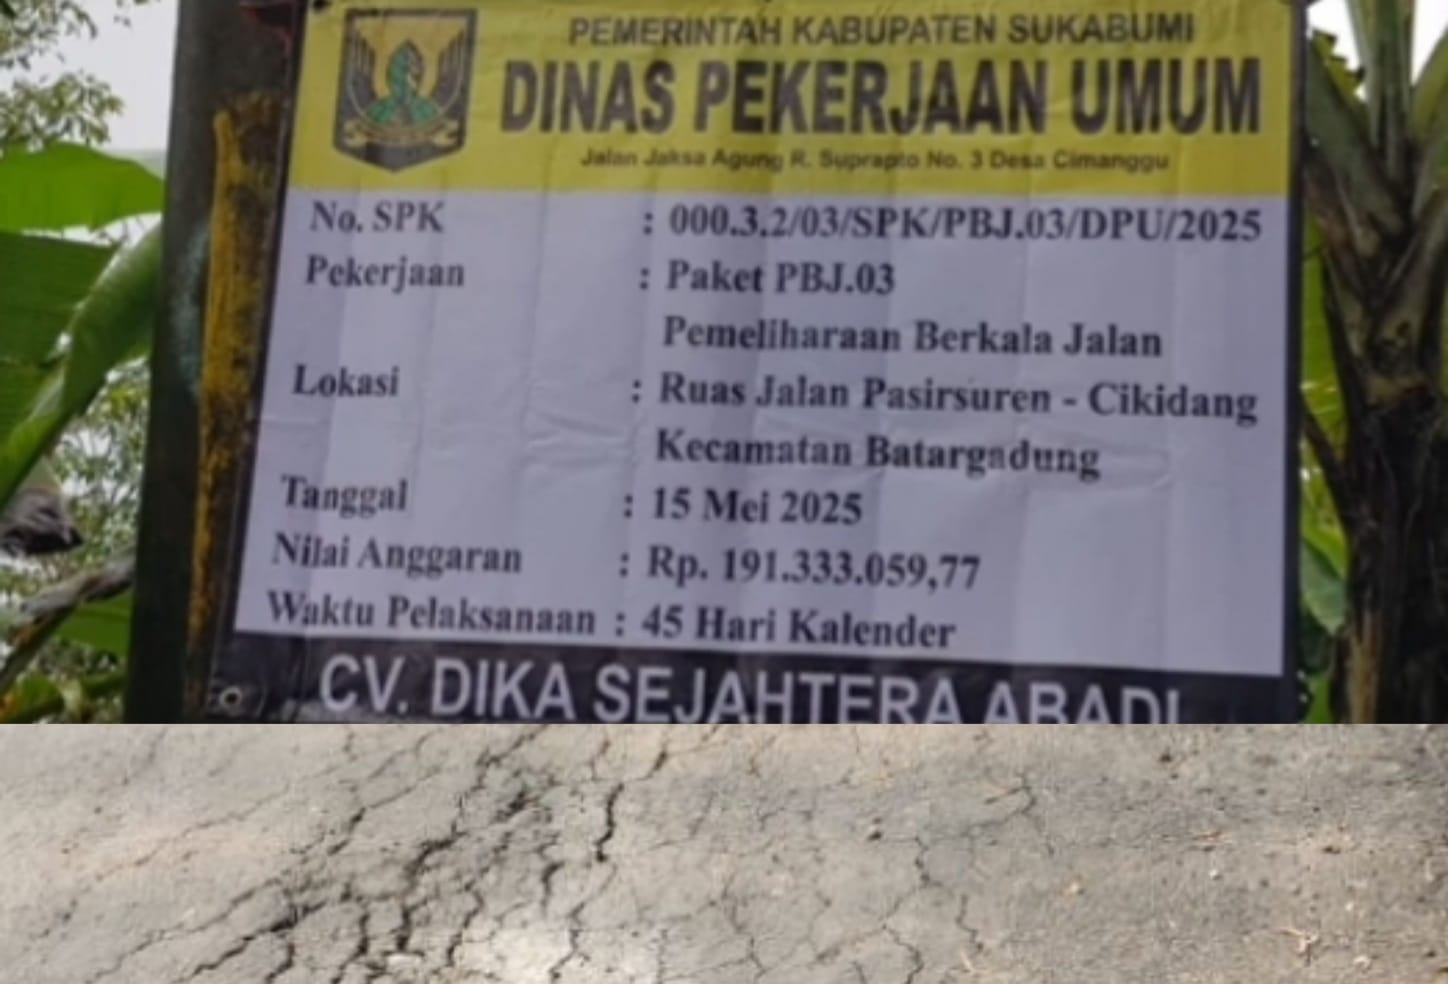 PEMERINTAH KABUPATEN SUKABUMI
DINAS PEKERJAAN UMUM
Jalan Jaksa Agung R. Suprapto No. 3 Desa Cimanggu
No. SPK : 000.3.2/03/SPK/PBJ.03/DPU/2025
Pekerjaan : Paket PBJ.03
Pemeliharaan Berkala Jalan
Lokasi : Ruas Jalan Pasirsuren - Cikidang
Kecamatan Batargadung
Tanggal : 15 Mei 2025
Nilai Anggaran : Rp. 191.333.059,77
Waktu Pelaksanaan : 45 Hari Kalender
CV. DIKA SEJAHTERA ABADI